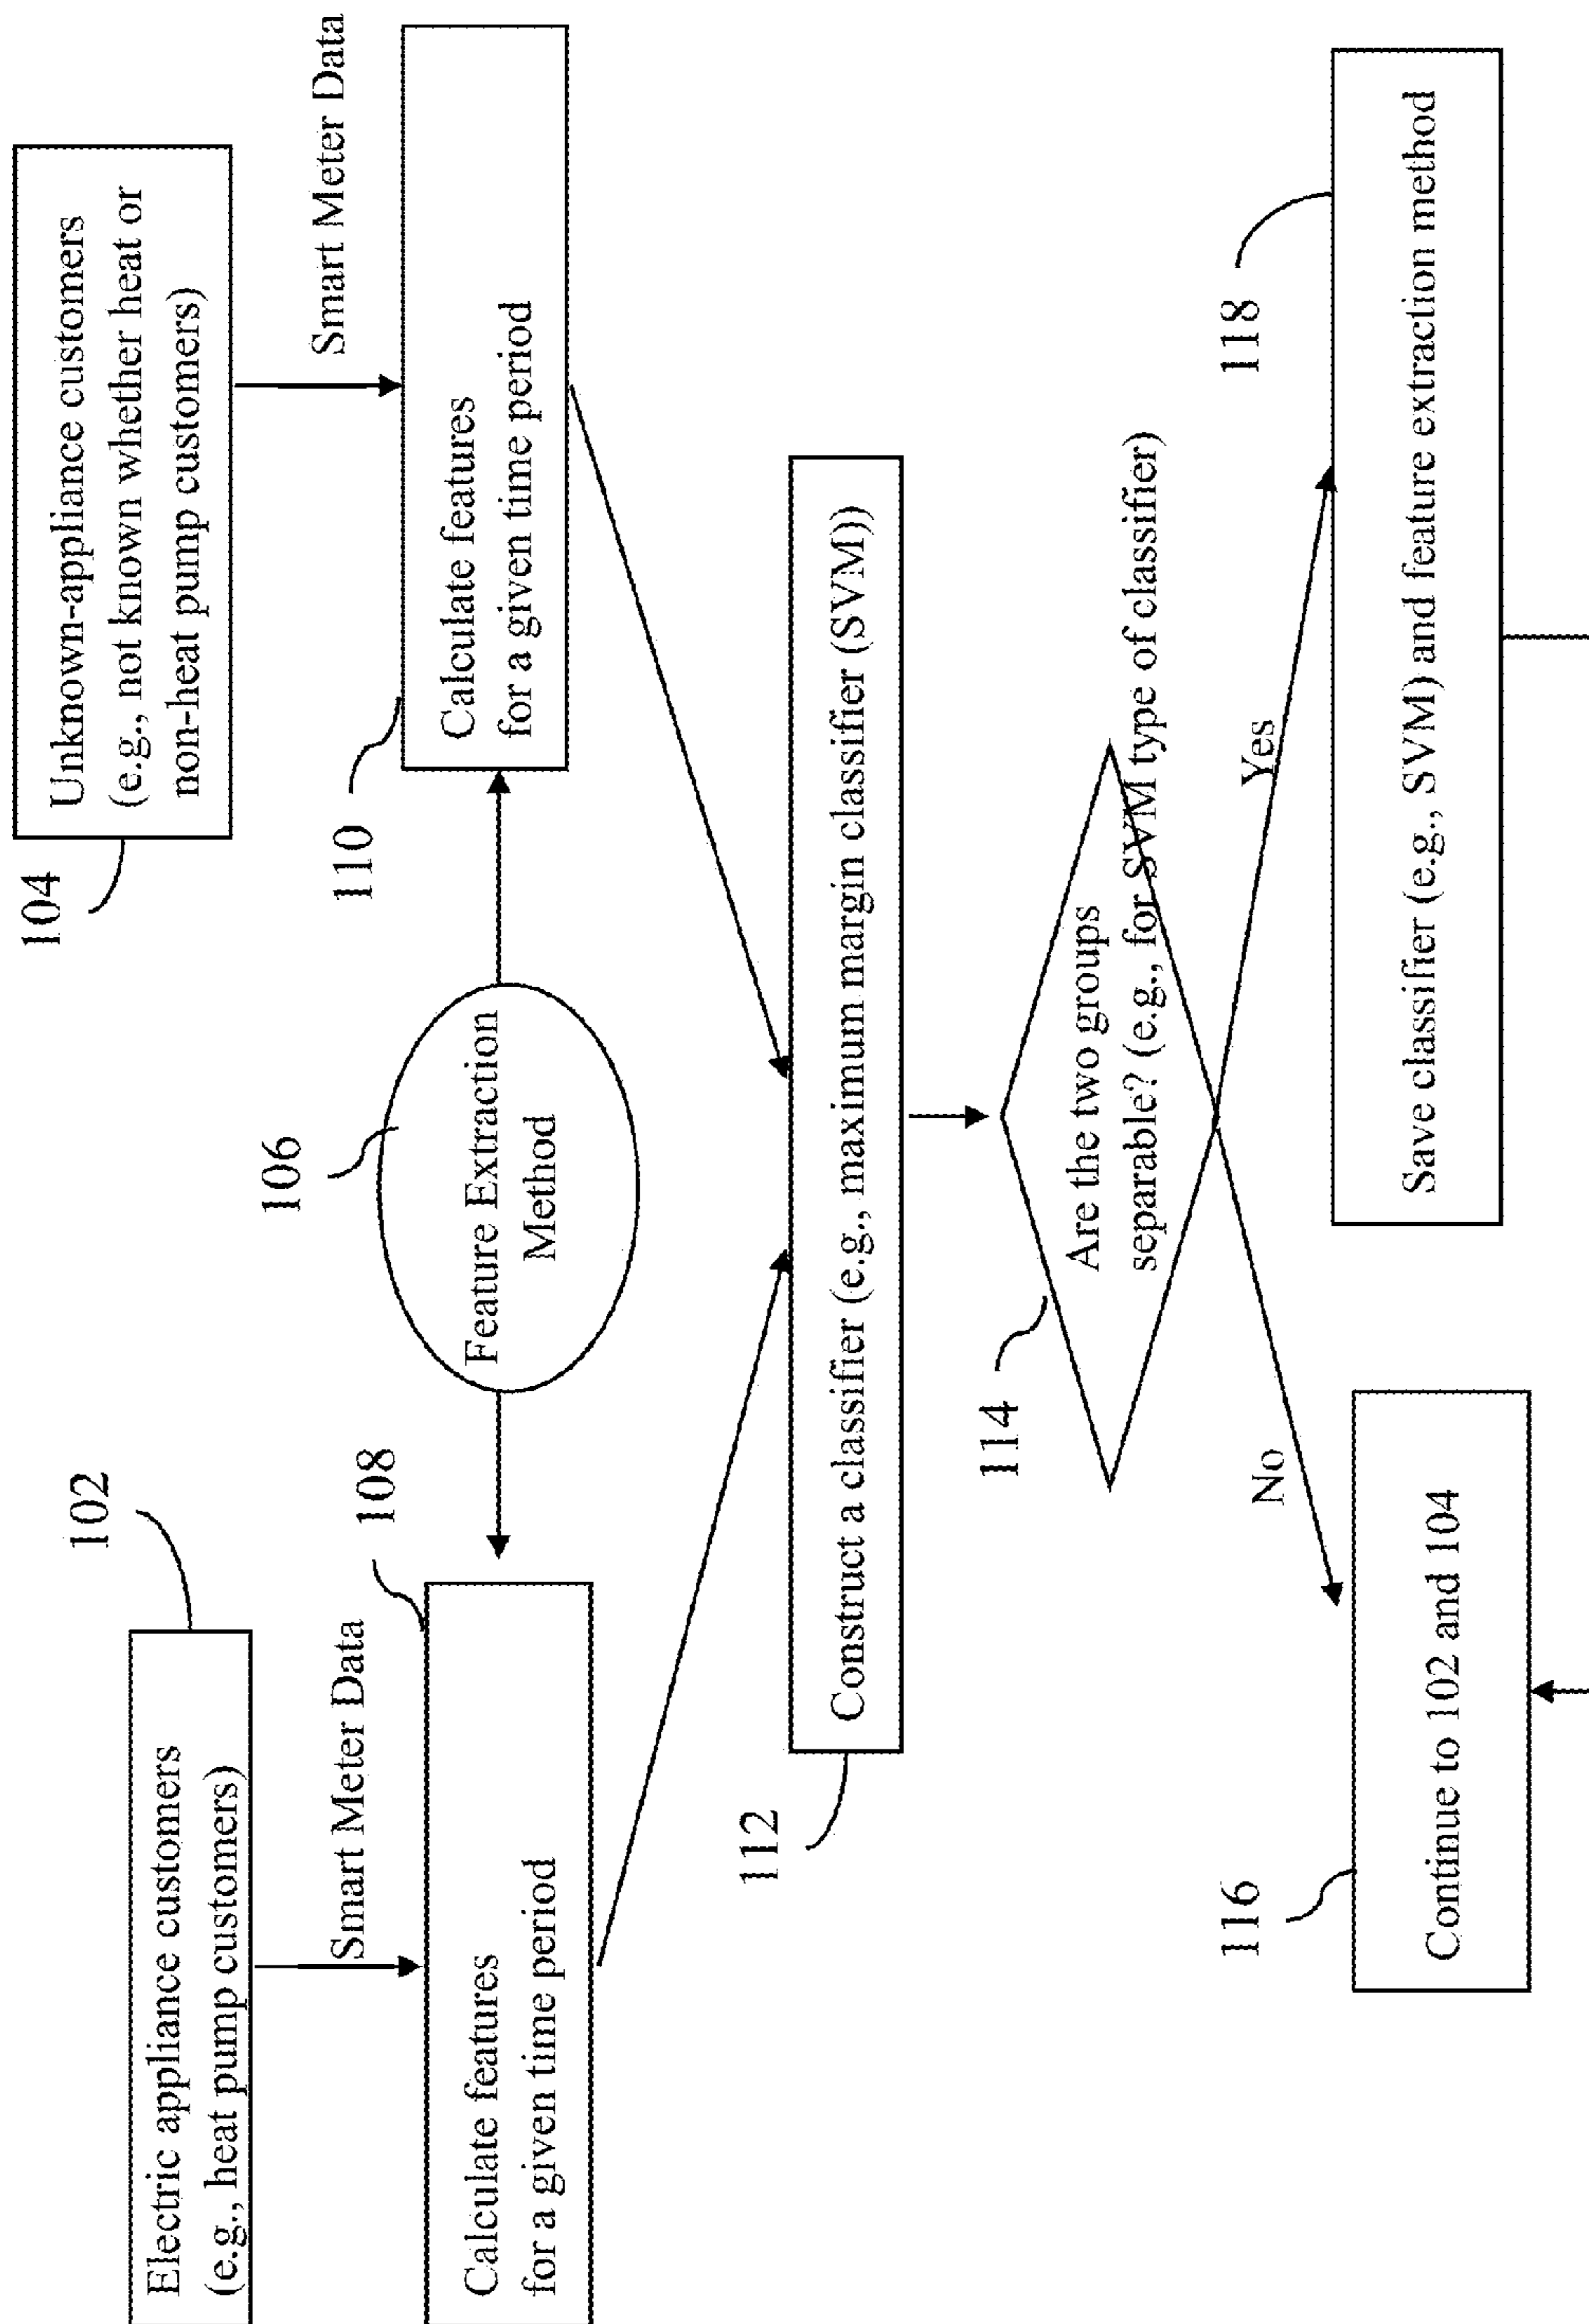 102
Electric appliance customers
(e.g., heat pump customers)
104
Unknown-appliance customers
(e.g., not known whether heat or
non-heat pump customers)
Smart Meter Data
Smart Meter Data
106
Feature Extraction
Method
108
Calculate features
for a given time period
110
Calculate features
for a given time period
112
Construct a classifier (e.g., maximum margin classifier (SVM))
114
Are the two groups
separable? (e.g., for SVM type of classifier)
No
Yes
116
Continue to 102 and 104
118
Save classifier (e.g., SVM) and feature extraction method